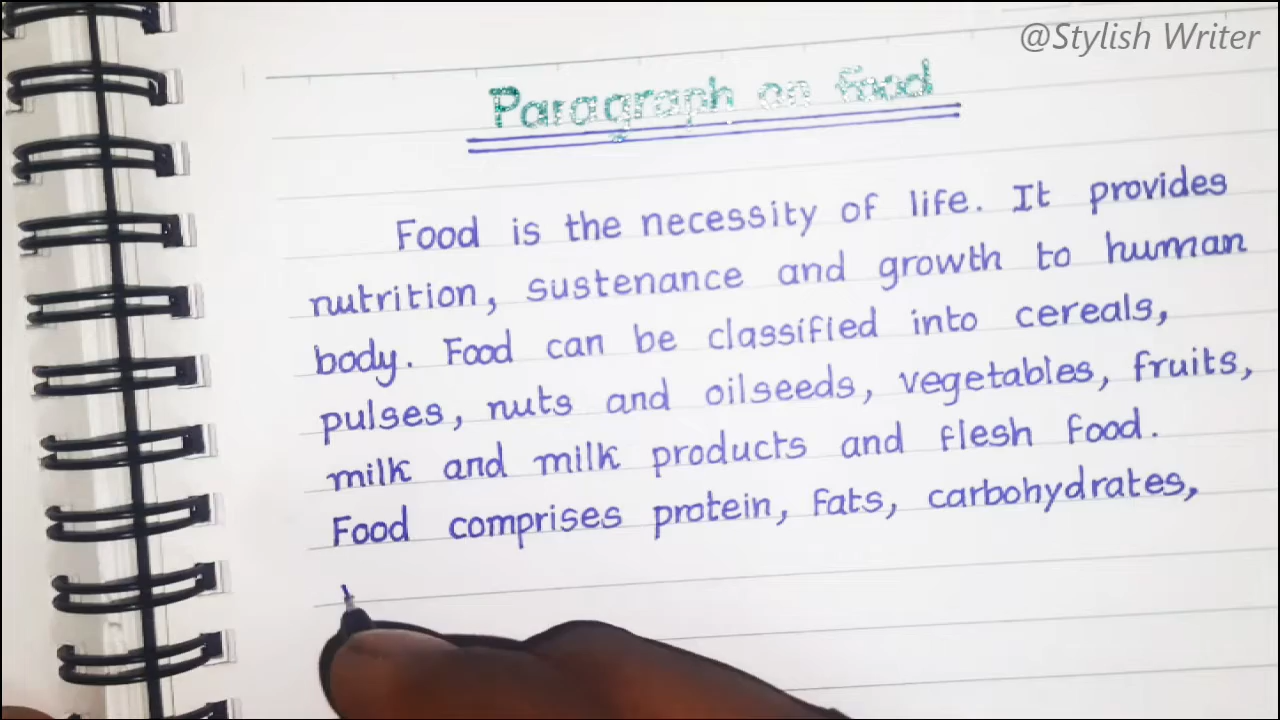 @Stylish Writer
Paragraph on Food
Food is the necessity of life. It provides
nutrition, sustenance and growth to human
body. Food can be classified into cereals,
pulses, nuts and oilseeds, vegetables, fruits,
milk and milk products and flesh food.
Food comprises protein, fats, carbohydrates,